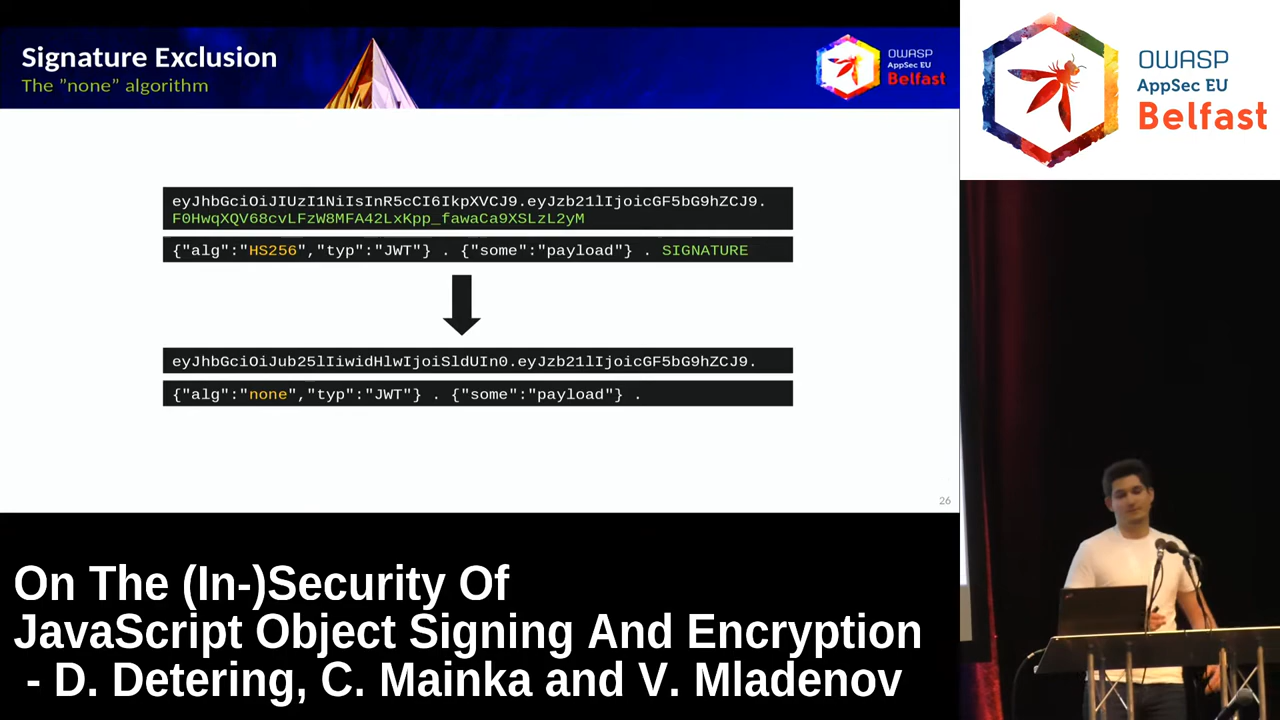 Signature Exclusion
The ”none” algorithm
OWASP
AppSec EU
Belfast
OWASP
AppSec EU
Belfast
eyJhbGciOiJIUzI1NiIsInR5cCI6IkpXVCJ9.eyJzb21lIjoicGF5bG9hZCJ9.
F0HwqXQV68cvLFzW8MFA42LxKpp_fawaCa9XSLzL2yM
{"alg":"HS256","typ":"JWT"} . {"some":"payload"} . SIGNATURE
eyJhbGciOiJub25lIiwidHlwIjoiSldUIn0.eyJzb21lIjoicGF5bG9hZCJ9.
{"alg":"none","typ":"JWT"} . {"some":"payload"} .
26
On The (In-)Security Of
JavaScript Object Signing And Encryption
- D. Detering, C. Mainka and V. Mladenov